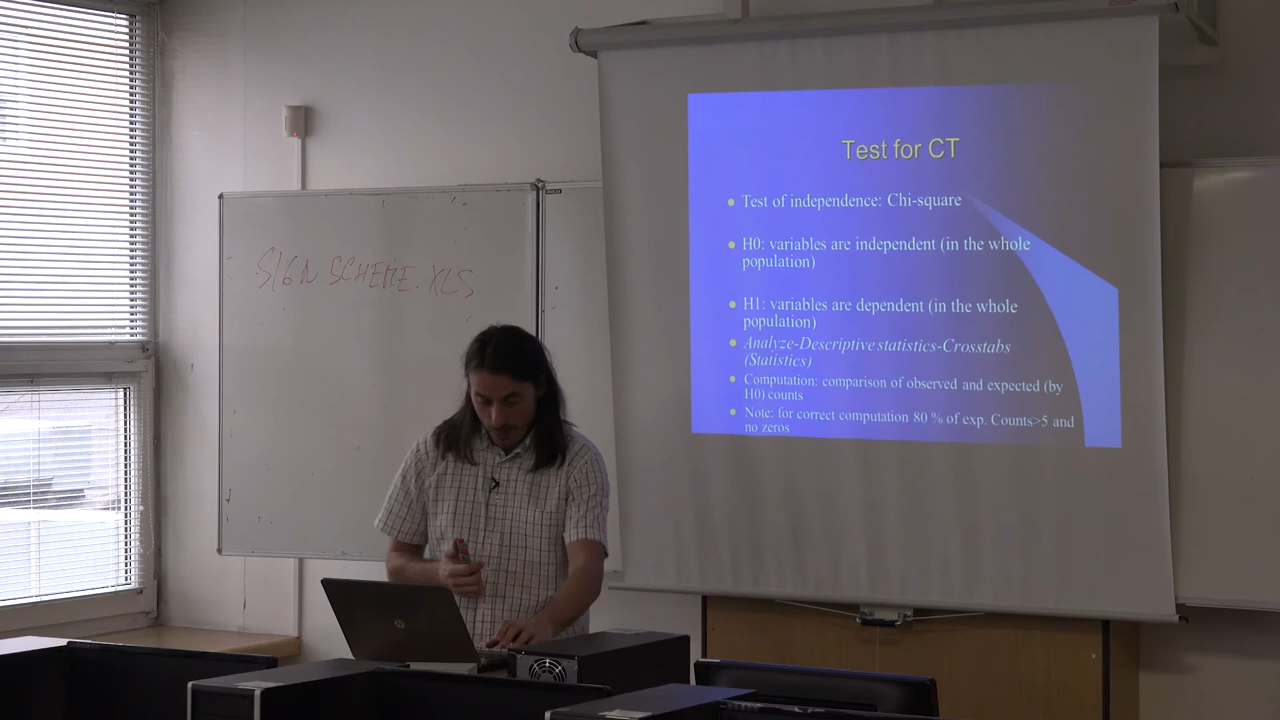 SIGN SCHEME.XLS
Test for CT
Test of independence: Chi-square
H0: variables are independent (in the whole
population)
H1: variables are dependent (in the whole
population)
Analyze-Descriptive statistics-Crosstabs
(Statistics)
Computation: comparison of observed and expected (by
H0) counts
Note: for correct computation 80 % of exp. Counts>5 and
no zeros
hp